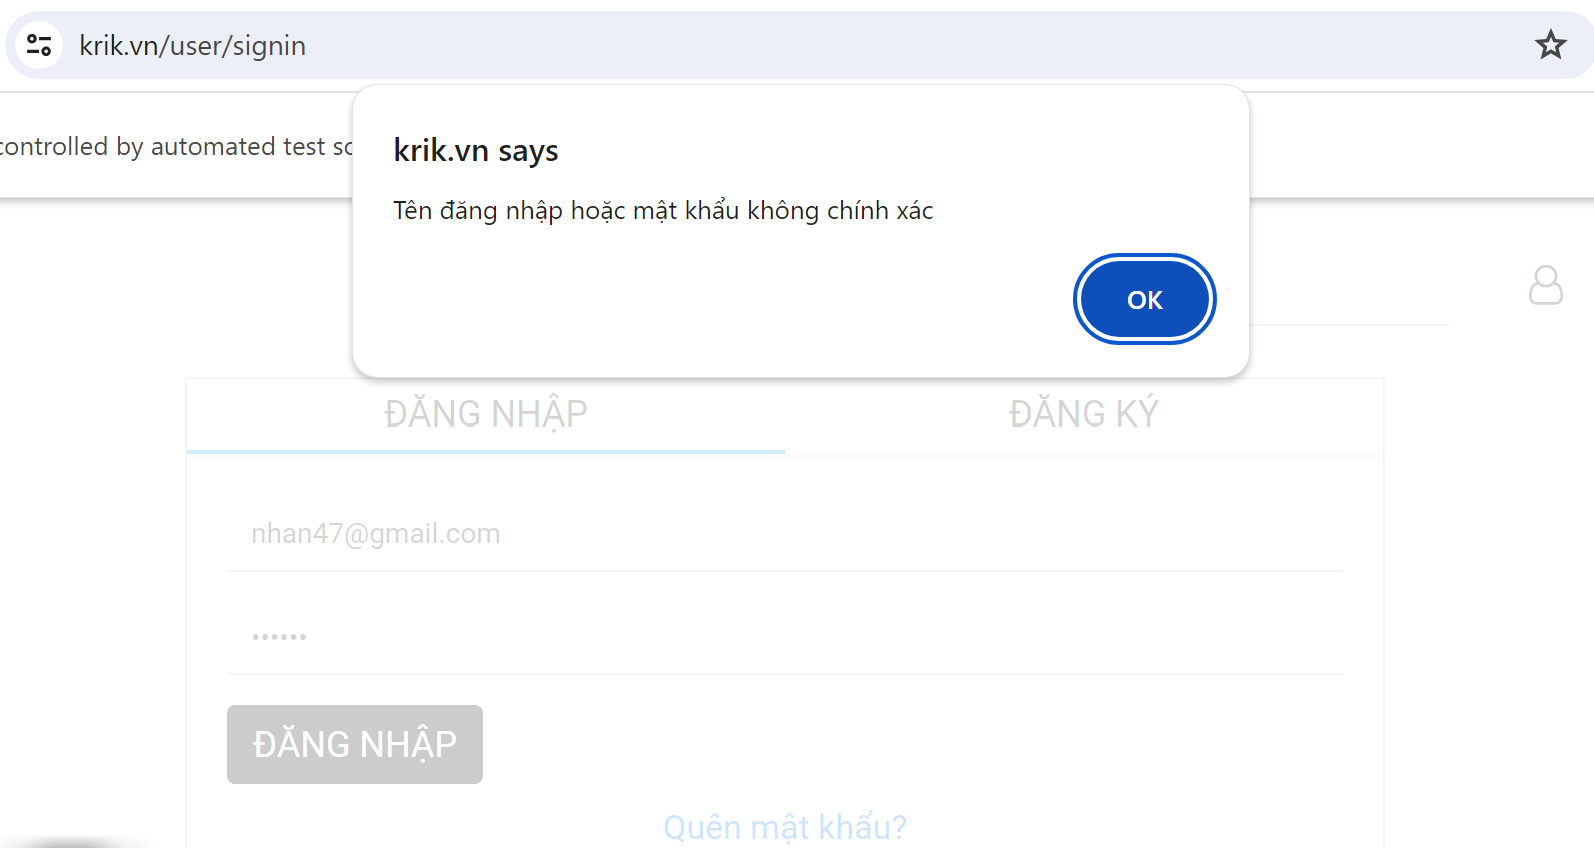 krik.vn/user/signin
controlled by automated test so
krik.vn says
Tên đăng nhập hoặc mật khẩu không chính xác
OK
ĐĂNG NHẬP
ĐĂNG KÝ
nhan47@gmail.com
••••••
ĐĂNG NHẬP
Quên mật khẩu?